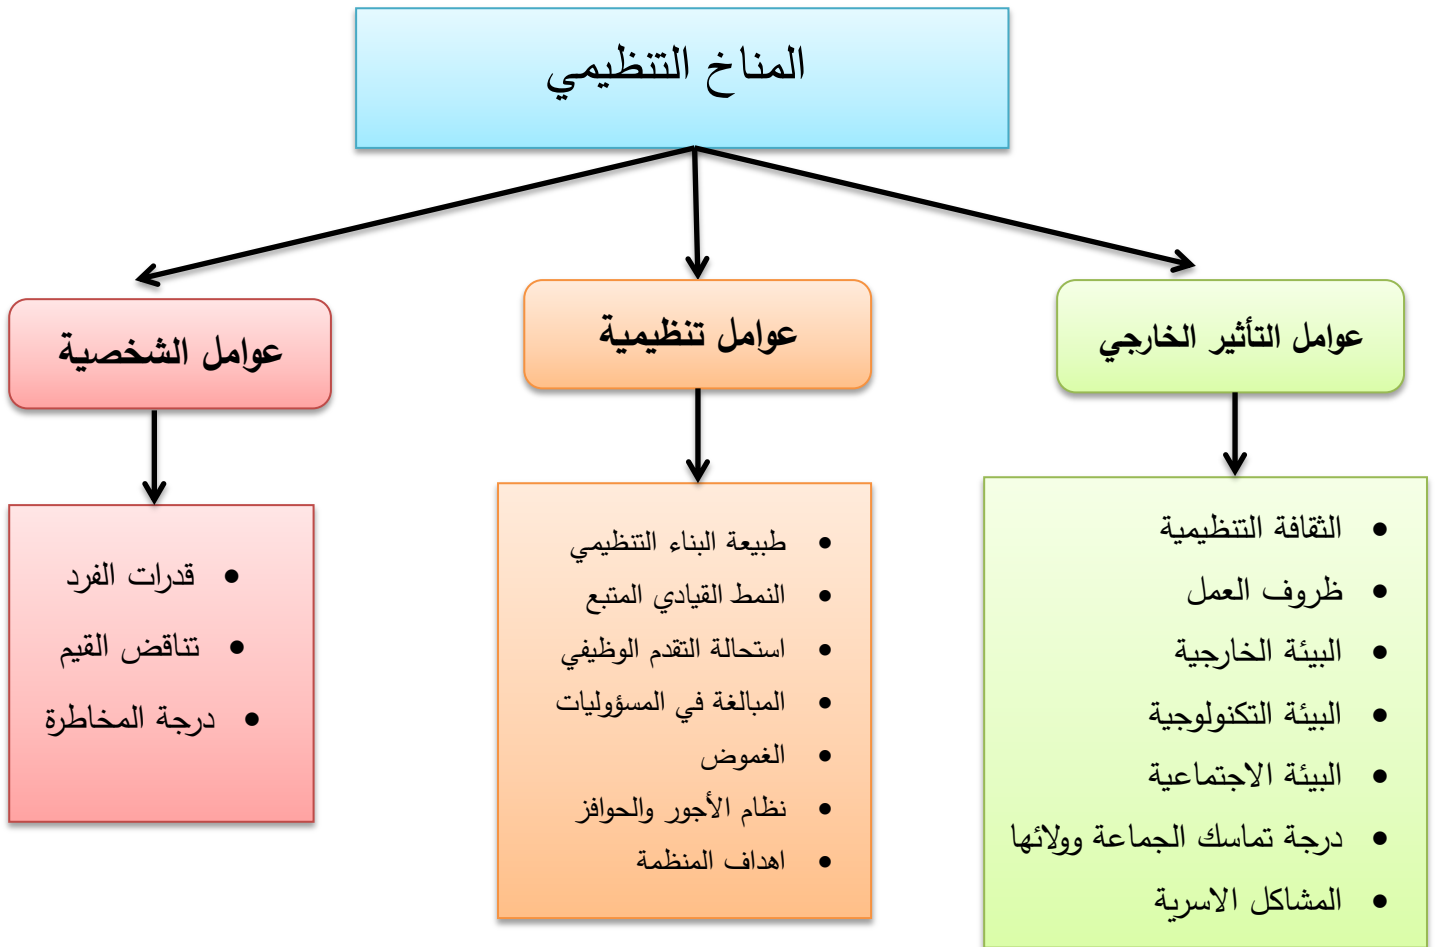 المناخ التنظيمي
عوامل التأثير الخارجي
• الثقافة التنظيمية
• ظروف العمل
• البيئة الخارجية
• البيئة التكنولوجية
• البيئة الاجتماعية
• درجة تماسك الجماعة وولائها
• المشاكل الاسرية
عوامل تنظيمية
• طبيعة البناء التنظيمي
• النمط القيادي المتبع
• استحالة التقدم الوظيفي
• المبالغة في المسؤوليات
• الغموض
• نظام الأجور والحوافز
• اهداف المنظمة
عوامل الشخصية
• قدرات الفرد
• تناقض القيم
• درجة المخاطرة